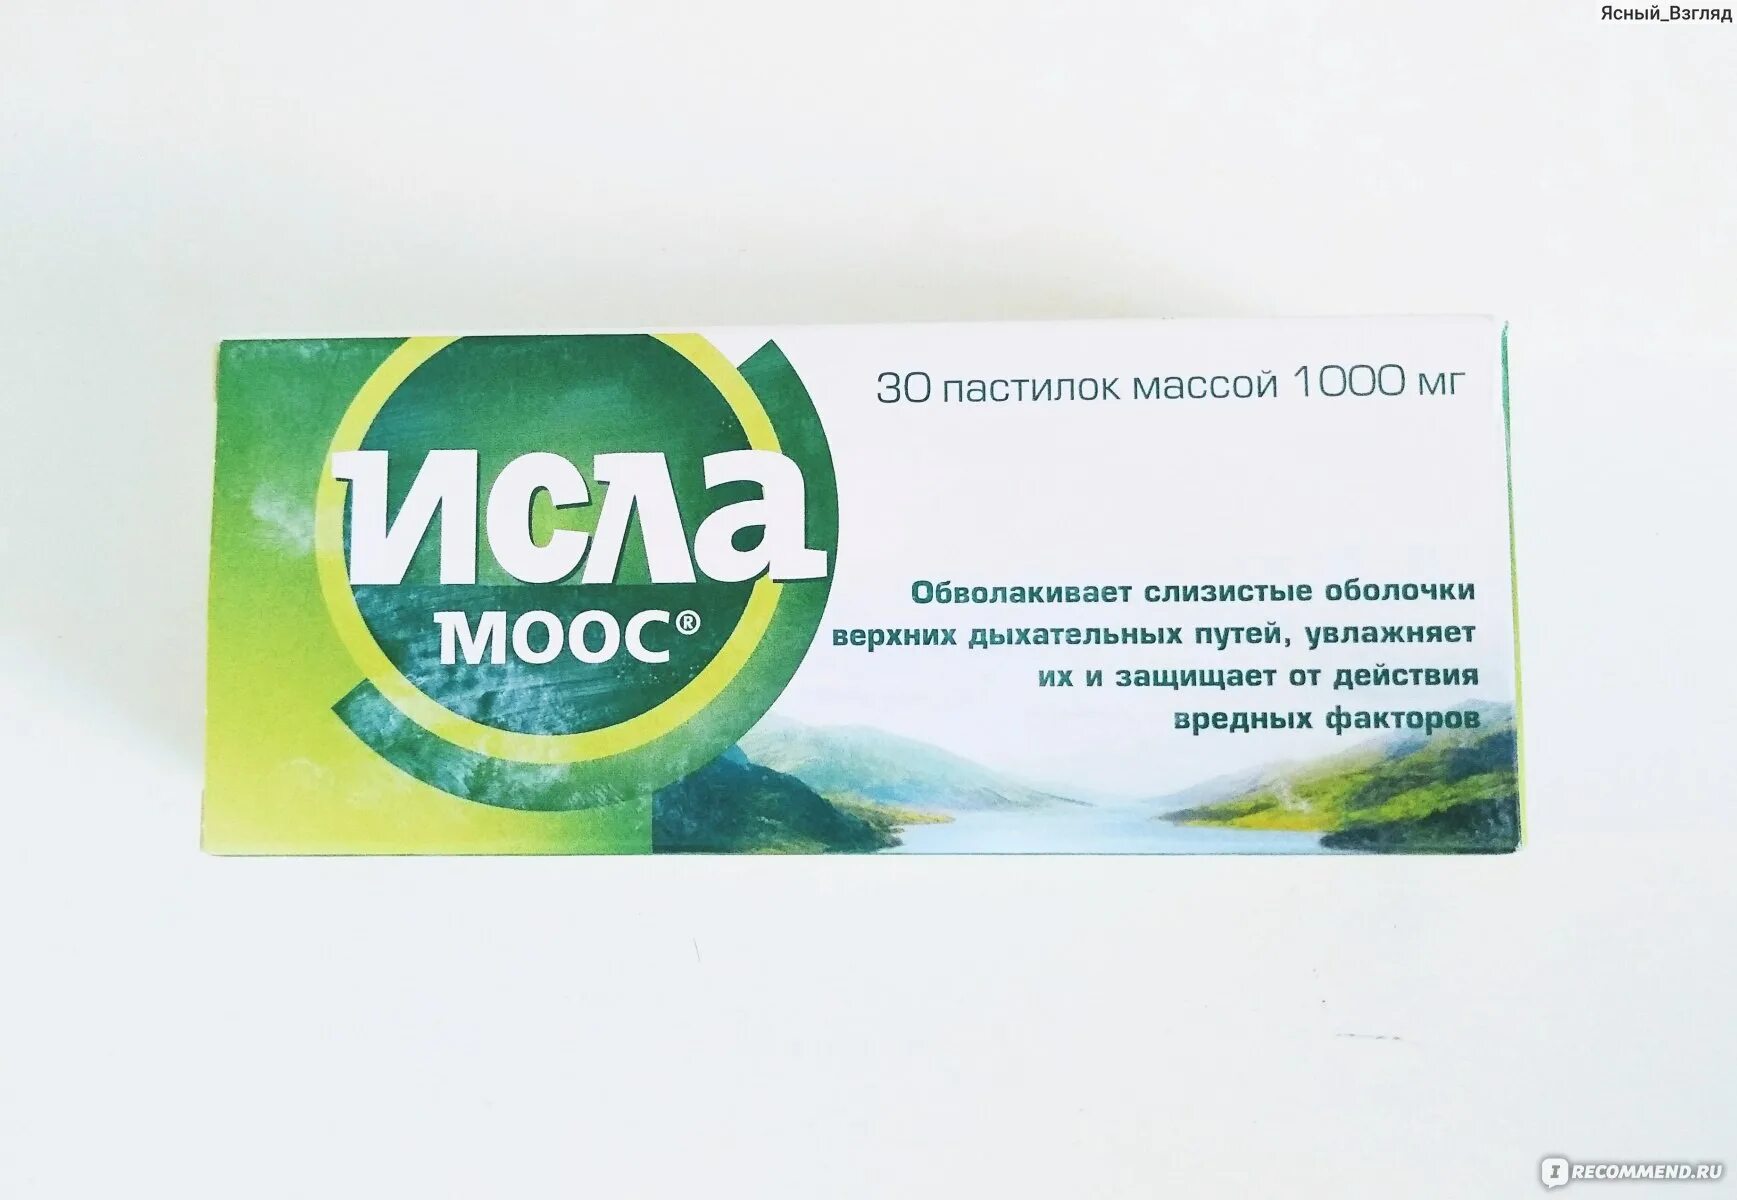 Ясный_Взгляд
30 пастилок массой 1000 мг
Исла
МООС®
Обволакивает слизистые оболочки
верхних дыхательных путей, увлажняет
их и защищает от действия
вредных факторов
IRECOMMEND.RU